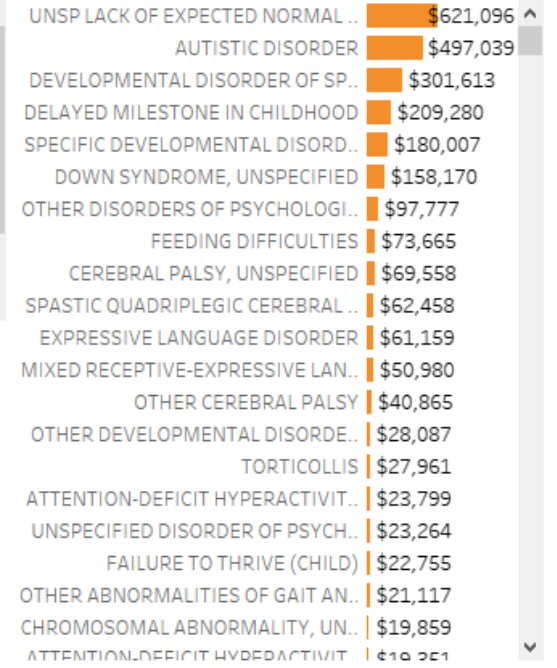 UNSP LACK OF EXPECTED NORMAL .. $621,096
AUTISTIC DISORDER $497,039
DEVELOPMENTAL DISORDER OF SP.. $301,613
DELAYED MILESTONE IN CHILDHOOD $209,280
SPECIFIC DEVELOPMENTAL DISORD.. $180,007
DOWN SYNDROME, UNSPECIFIED $158,170
OTHER DISORDERS OF PSYCHOLOGI.. $97,777
FEEDING DIFFICULTIES $73,665
CEREBRAL PALSY, UNSPECIFIED $69,558
SPASTIC QUADRIPLEGIC CEREBRAL .. $62,458
EXPRESSIVE LANGUAGE DISORDER $61,159
MIXED RECEPTIVE-EXPRESSIVE LAN.. $50,980
OTHER CEREBRAL PALSY $40,865
OTHER DEVELOPMENTAL DISORDE.. $28,087
TORTICOLLIS $27,961
ATTENTION-DEFICIT HYPERACTIVIT.. $23,799
UNSPECIFIED DISORDER OF PSYCH.. $23,264
FAILURE TO THRIVE (CHILD) $22,755
OTHER ABNORMALITIES OF GAIT AN.. $21,117
CHROMOSOMAL ABNORMALITY, UN.. $19,859
ATTENTION-DEFICIT HYPERACTIVIT.. $19,351